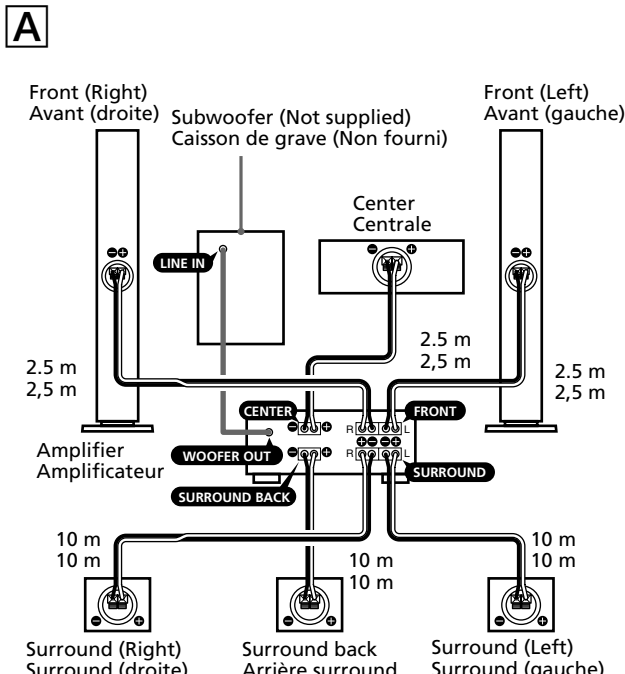 A
Front (Right)
Avant (droite)
Subwoofer (Not supplied)
Caisson de grave (Non fourni)
Front (Left)
Avant (gauche)
Center
Centrale
LINE IN
2.5 m
2,5 m
2.5 m
2,5 m
2.5 m
2,5 m
CENTER
FRONT
R
L
WOOFER OUT
Amplifier
Amplificateur
R
L
SURROUND
SURROUND BACK
10 m
10 m
10 m
10 m
10 m
10 m
Surround (Right)
Surround (droite)
Surround back
Arrière surround
Surround (Left)
Surround (gauche)